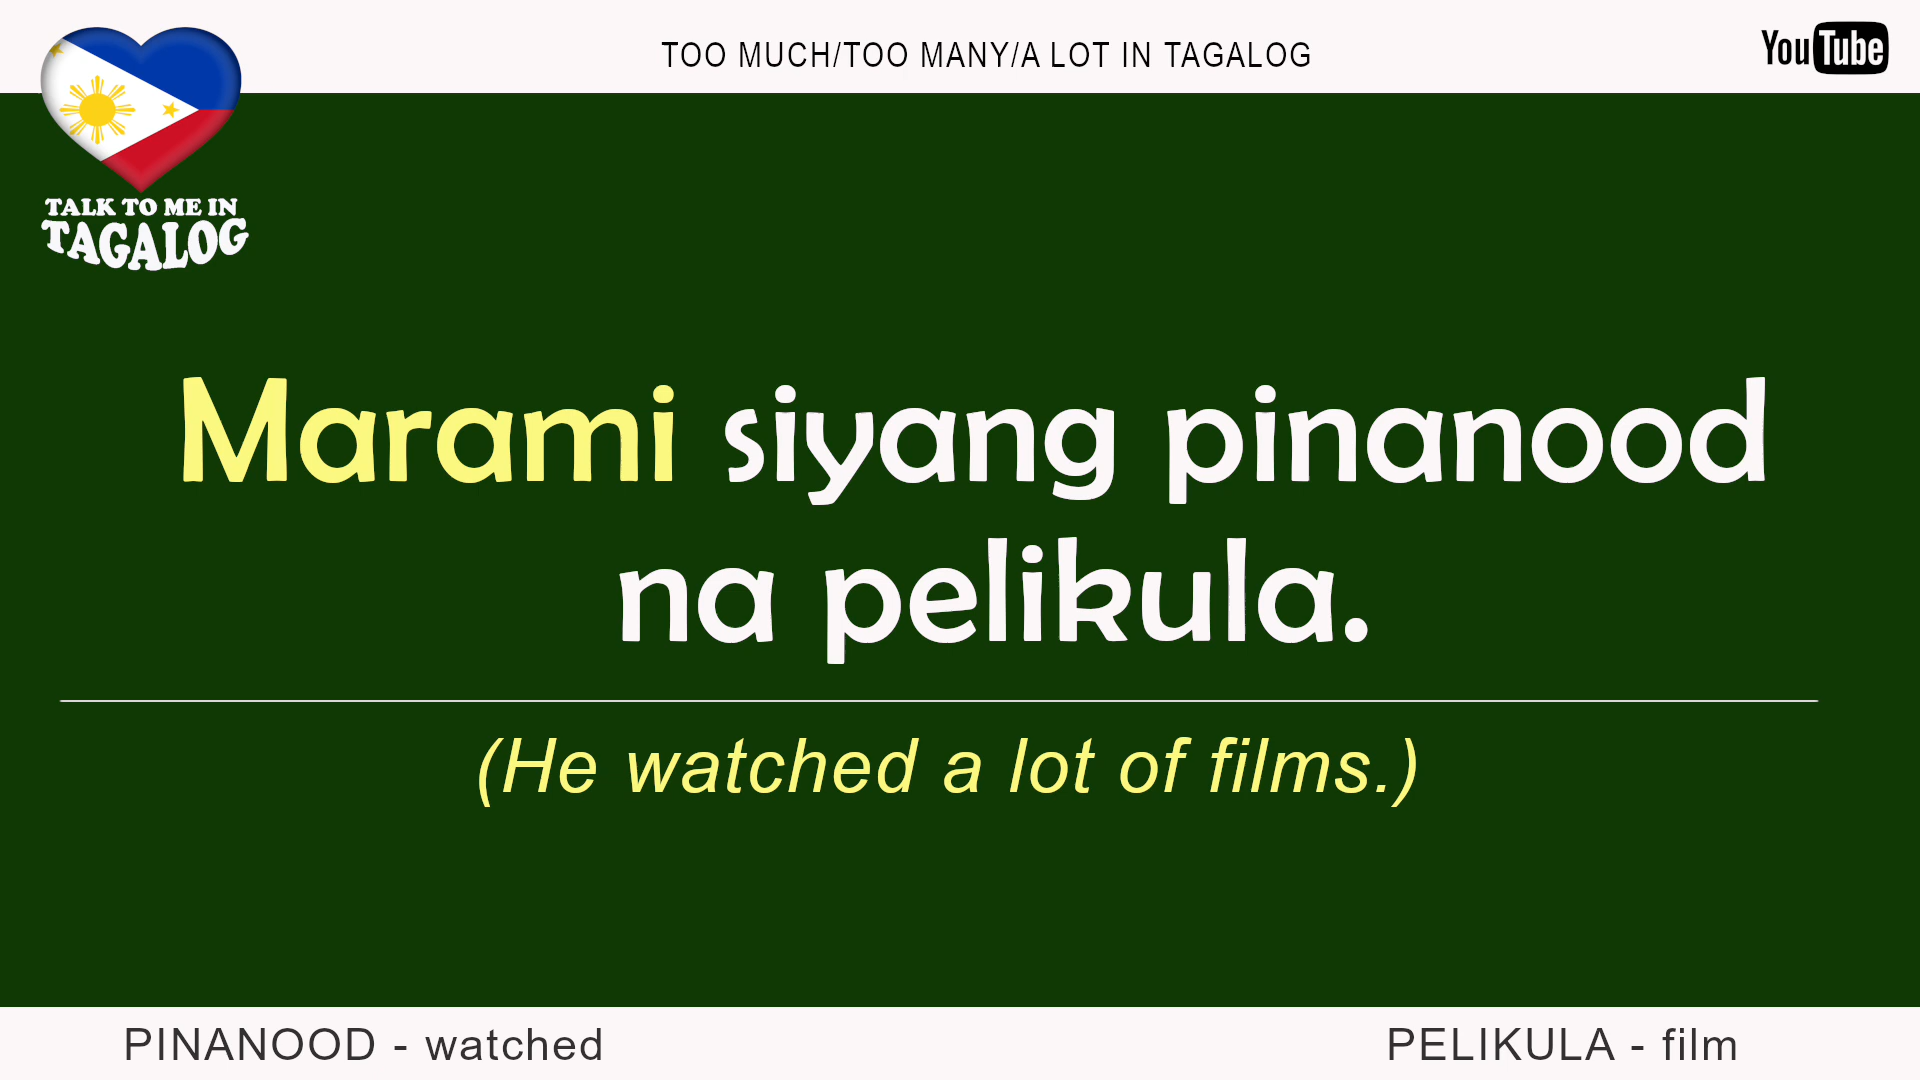 TOO MUCH/TOO MANY/A LOT IN TAGALOG
YouTube
TALK TO ME IN
TAGALOG
Marami siyang pinanood
na pelikula.
(He watched a lot of films.)
PINANOOD - watched
PELIKULA - film